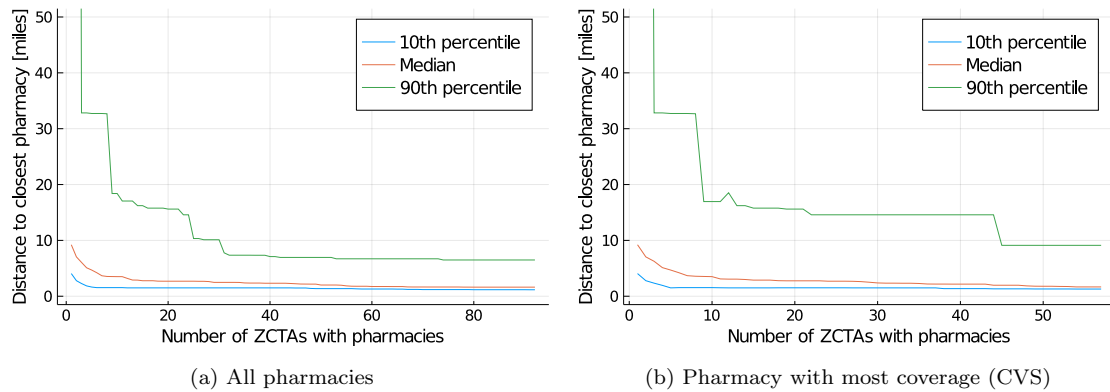 Distance to closest pharmacy [miles]
50
40
30
20
10
0
0 20 40 60 80
Number of ZCTAs with pharmacies
10th percentile
Median
90th percentile
(a) All pharmacies
Distance to closest pharmacy [miles]
50
40
30
20
10
0
0 10 20 30 40 50
Number of ZCTAs with pharmacies
10th percentile
Median
90th percentile
(b) Pharmacy with most coverage (CVS)